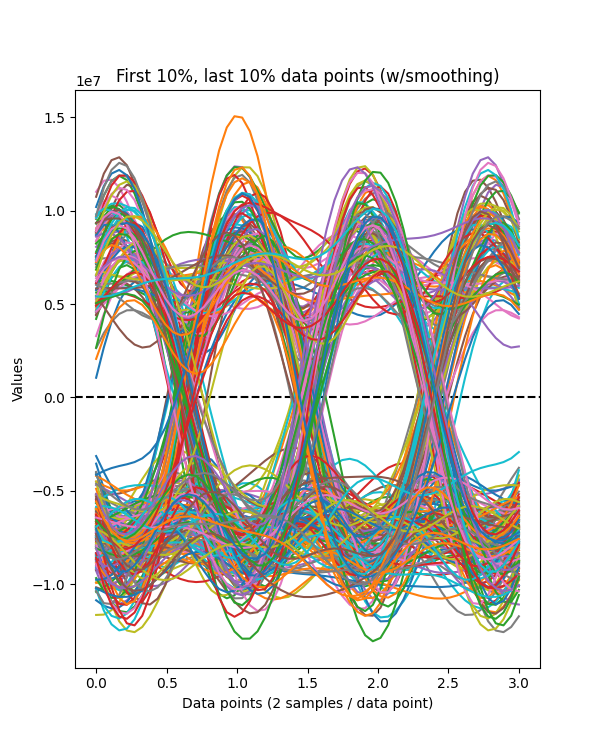 First 10%, last 10% data points (w/smoothing)
1e7
1.5
1.0
0.5
0.0
−0.5
−1.0
Values
0.0 0.5 1.0 1.5 2.0 2.5 3.0
Data points (2 samples / data point)